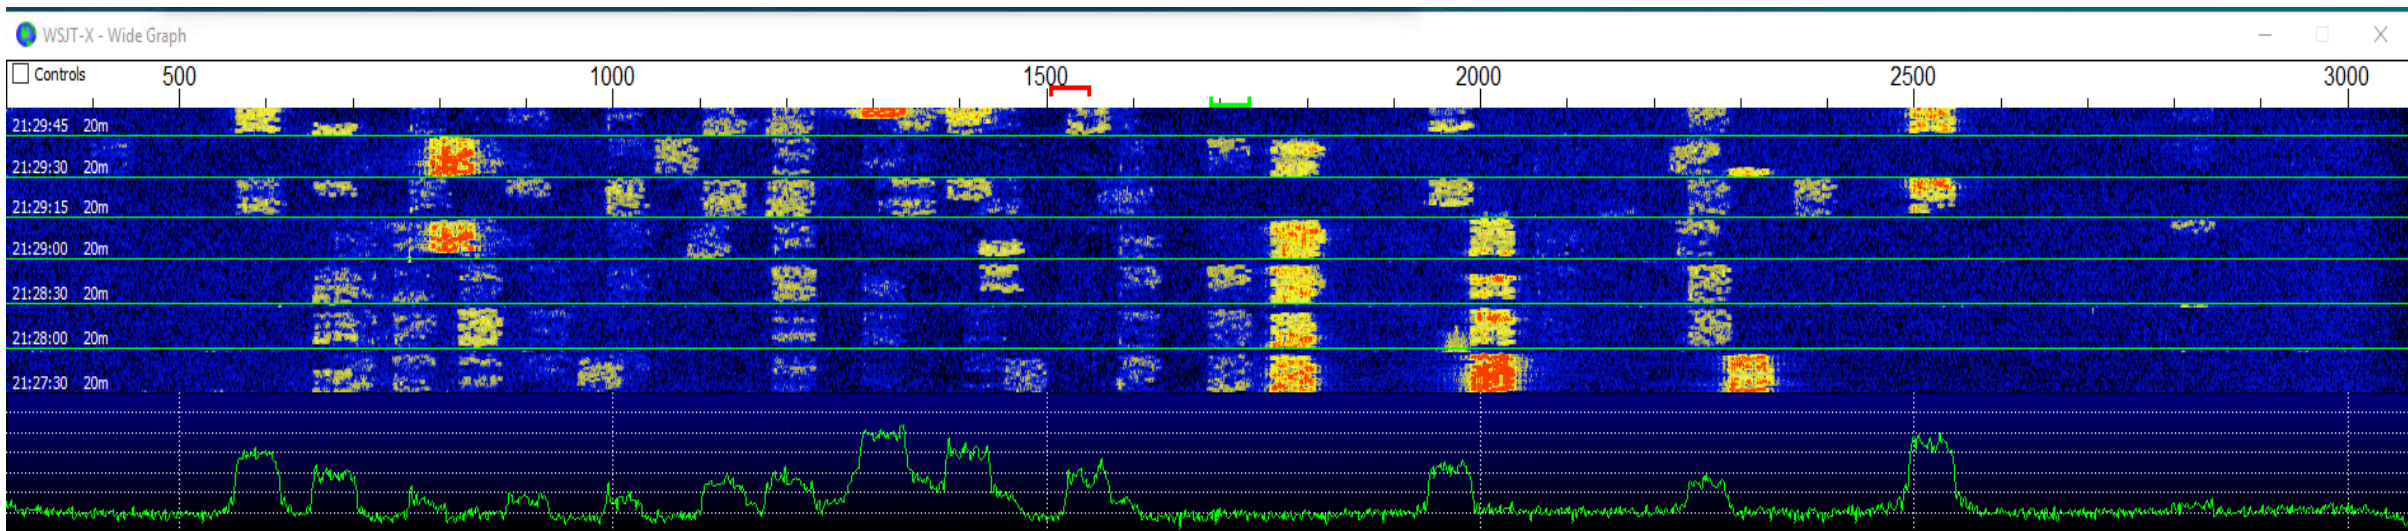 WSJT-X - Wide Graph
Controls 500 1000 1500 2000 2500 3000
21:29:45 20m
21:29:30 20m
21:29:15 20m
21:29:00 20m
21:28:30 20m
21:28:00 20m
21:27:30 20m